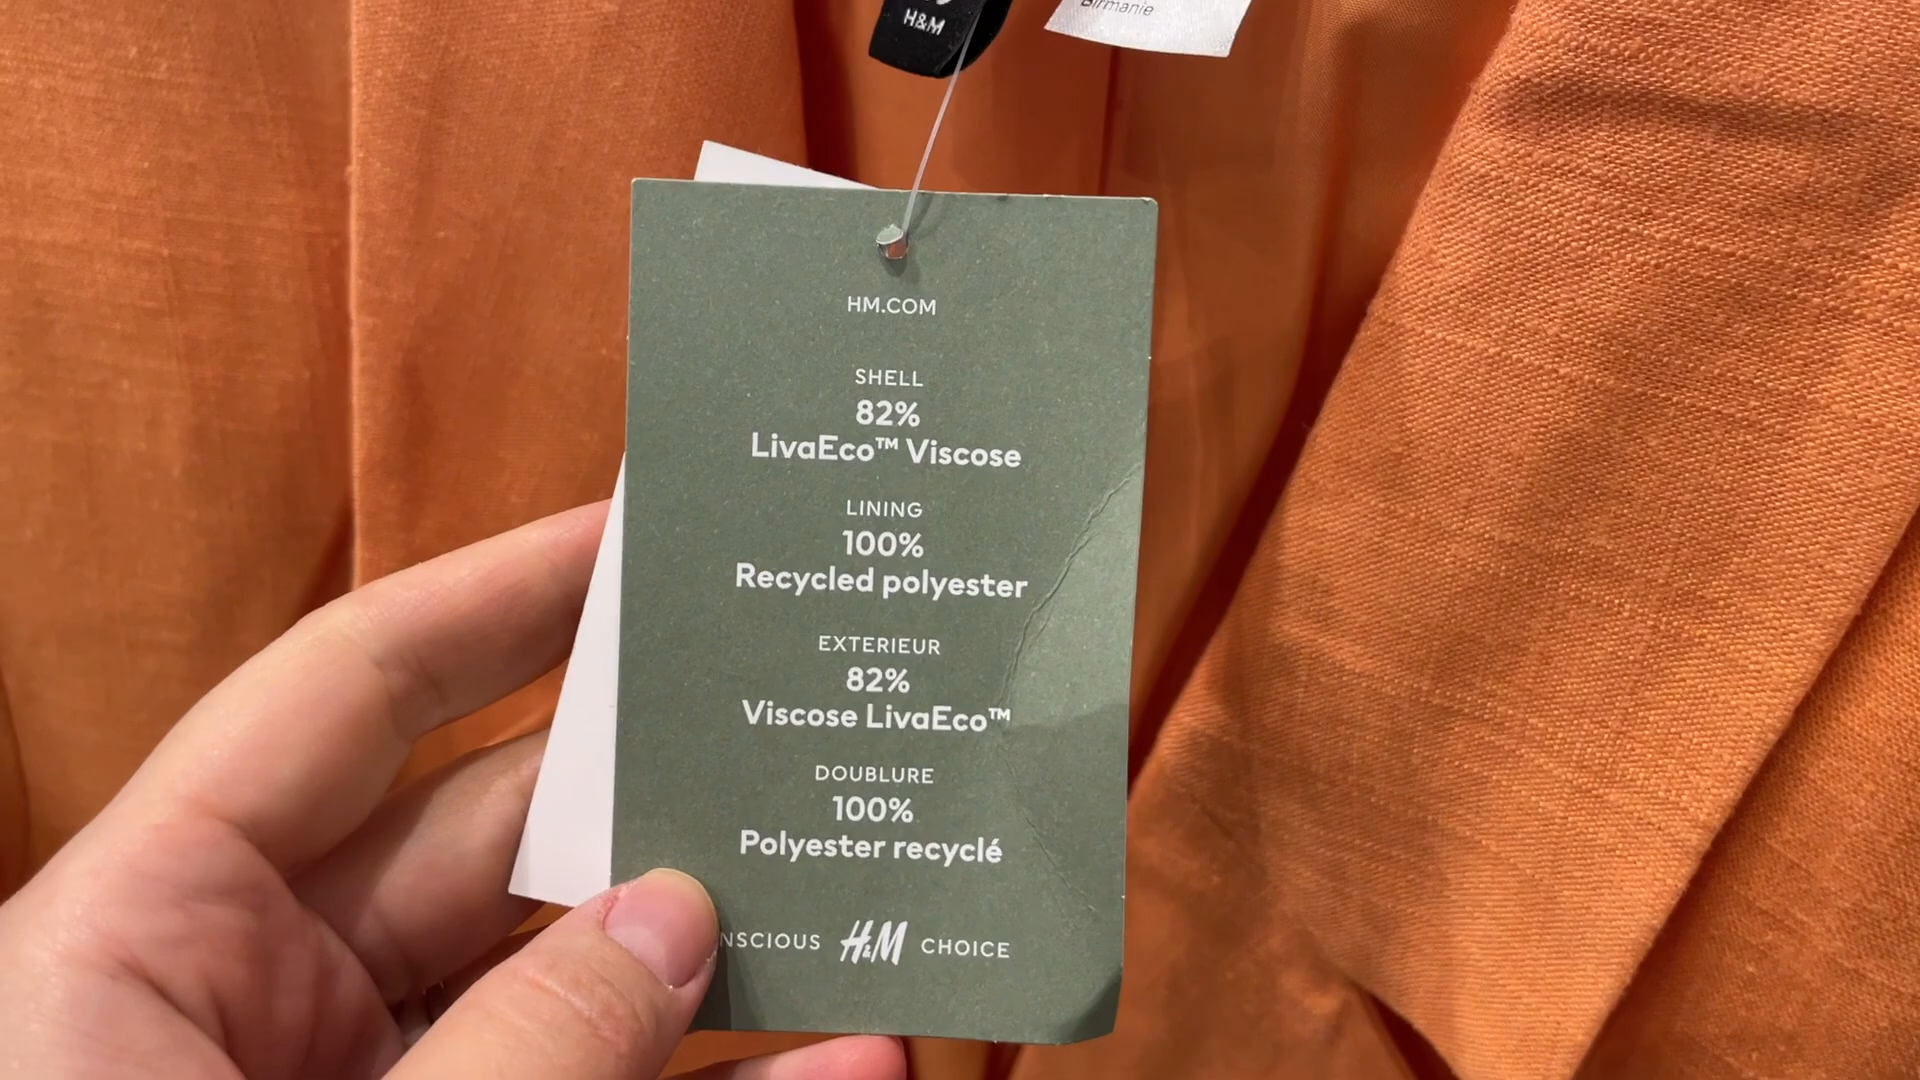 H&M
Birmanie
HM.COM
SHELL
82%
LivaEco™ Viscose
LINING
100%
Recycled polyester
EXTERIEUR
82%
Viscose LivaEco™
DOUBLURE
100%
Polyester recyclé
NSCIOUS H&M CHOICE